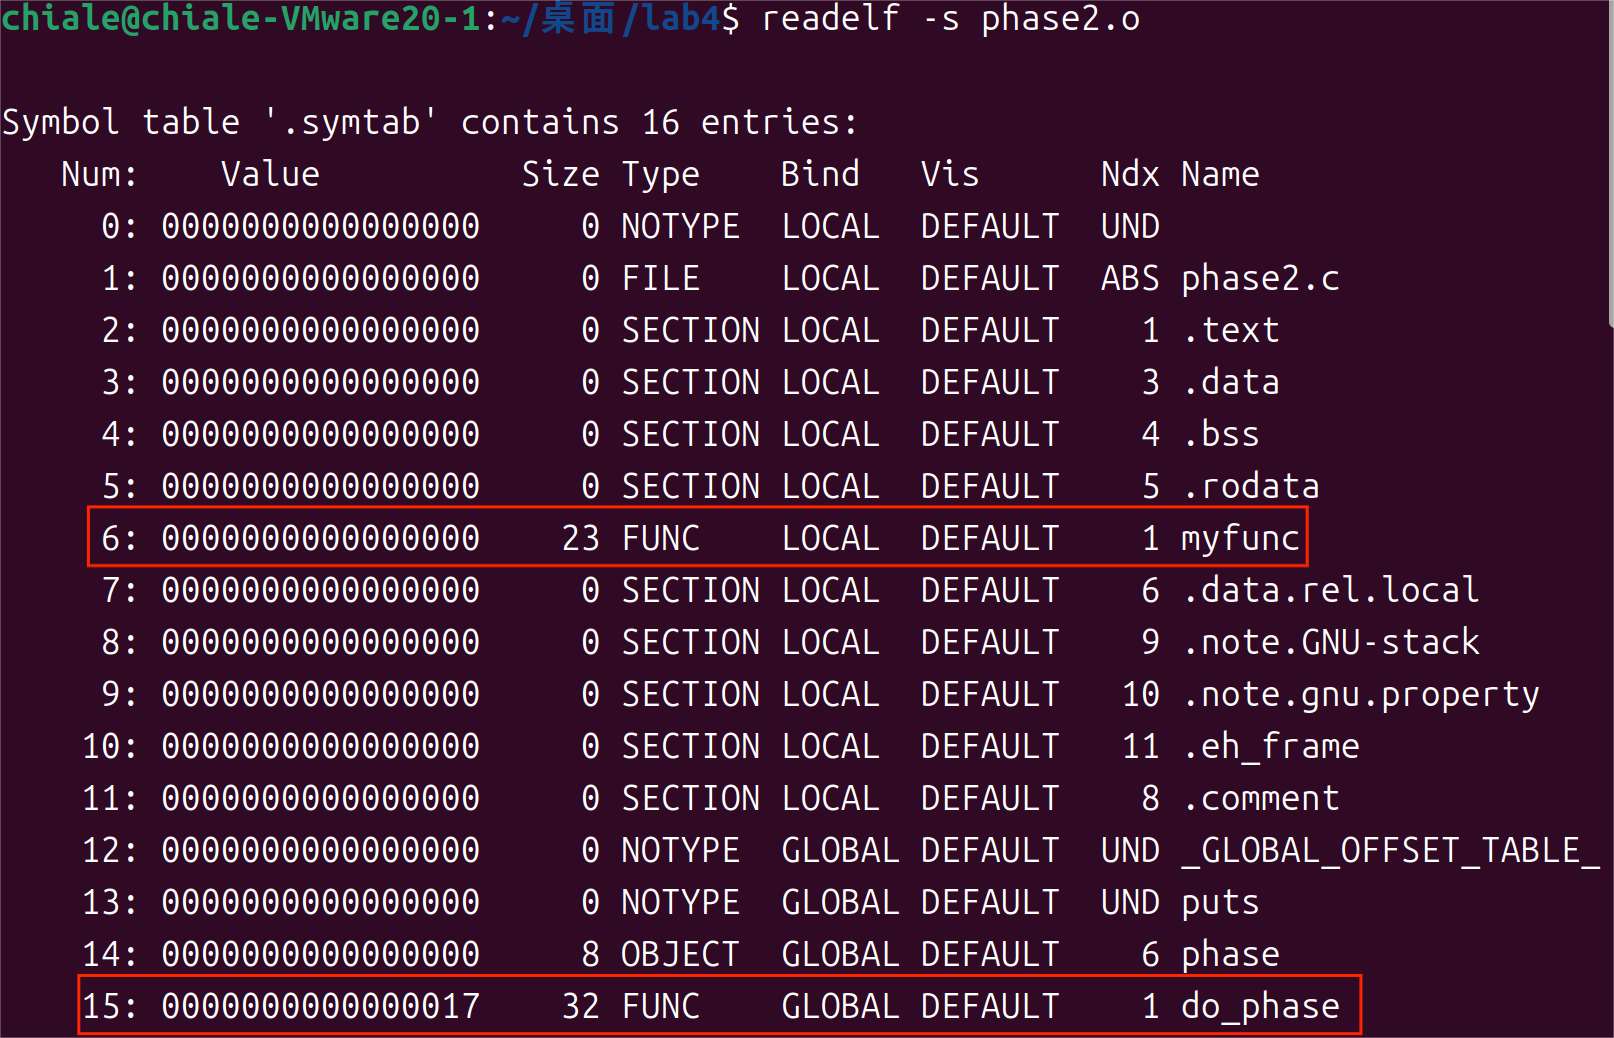 chiale@chiale-VMware20-1:~/桌面/lab4$ readelf -s phase2.o
Symbol table '.symtab' contains 16 entries:
   Num:    Value          Size Type    Bind   Vis      Ndx Name
     0: 0000000000000000     0 NOTYPE  LOCAL  DEFAULT  UND
     1: 0000000000000000     0 FILE    LOCAL  DEFAULT  ABS phase2.c
     2: 0000000000000000     0 SECTION LOCAL  DEFAULT    1 .text
     3: 0000000000000000     0 SECTION LOCAL  DEFAULT    3 .data
     4: 0000000000000000     0 SECTION LOCAL  DEFAULT    4 .bss
     5: 0000000000000000     0 SECTION LOCAL  DEFAULT    5 .rodata
     6: 0000000000000000    23 FUNC    LOCAL  DEFAULT    1 myfunc
     7: 0000000000000000     0 SECTION LOCAL  DEFAULT    6 .data.rel.local
     8: 0000000000000000     0 SECTION LOCAL  DEFAULT    9 .note.GNU-stack
     9: 0000000000000000     0 SECTION LOCAL  DEFAULT   10 .note.gnu.property
    10: 0000000000000000     0 SECTION LOCAL  DEFAULT   11 .eh_frame
    11: 0000000000000000     0 SECTION LOCAL  DEFAULT    8 .comment
    12: 0000000000000000     0 NOTYPE  GLOBAL DEFAULT  UND _GLOBAL_OFFSET_TABLE_
    13: 0000000000000000     0 NOTYPE  GLOBAL DEFAULT  UND puts
    14: 0000000000000000     8 OBJECT  GLOBAL DEFAULT    6 phase
    15: 0000000000000017    32 FUNC    GLOBAL DEFAULT    1 do_phase